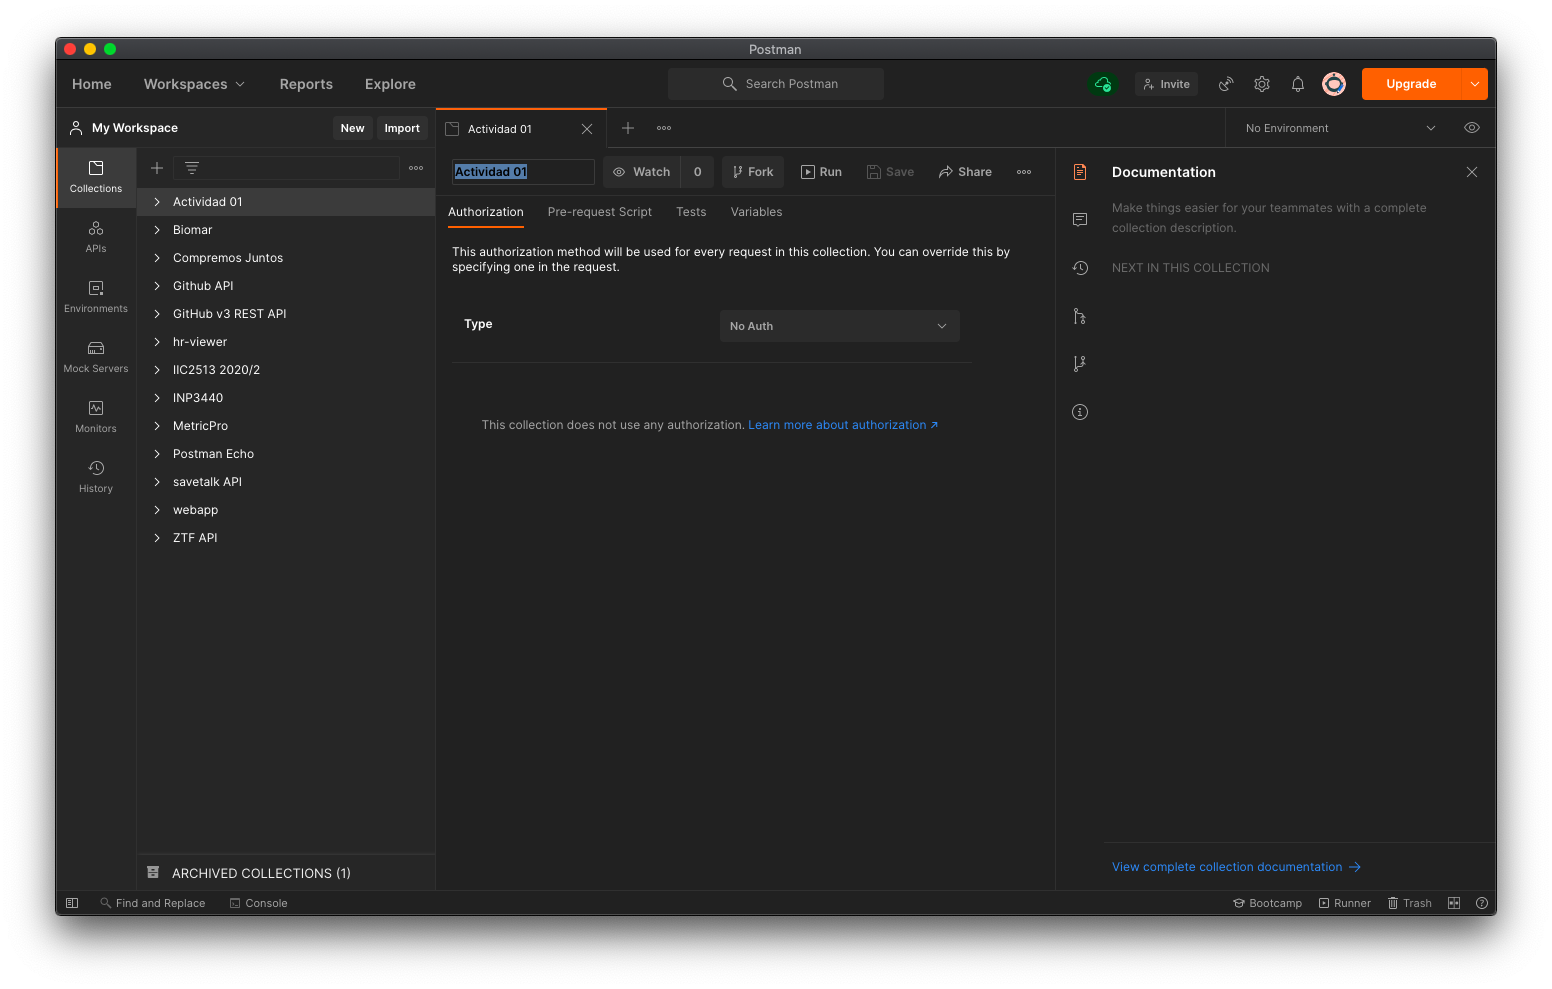 Postman
Home Workspaces Reports Explore Search Postman Invite Upgrade
My Workspace New Import Actividad 01 No Environment
Collections
APIs
Environments
Mock Servers
Monitors
History
Actividad 01
Biomar
Compremos Juntos
Github API
GitHub v3 REST API
hr-viewer
IIC2513 2020/2
INP3440
MetricPro
Postman Echo
savetalk API
webapp
ZTF API
ARCHIVED COLLECTIONS (1)
Actividad 01 Watch 0 Fork Run Save Share
Authorization Pre-request Script Tests Variables
This authorization method will be used for every request in this collection. You can override this by
specifying one in the request.
Type No Auth
This collection does not use any authorization. Learn more about authorization ↗
Documentation
Make things easier for your teammates with a complete
collection description.
NEXT IN THIS COLLECTION
View complete collection documentation →
Find and Replace Console Bootcamp Runner Trash